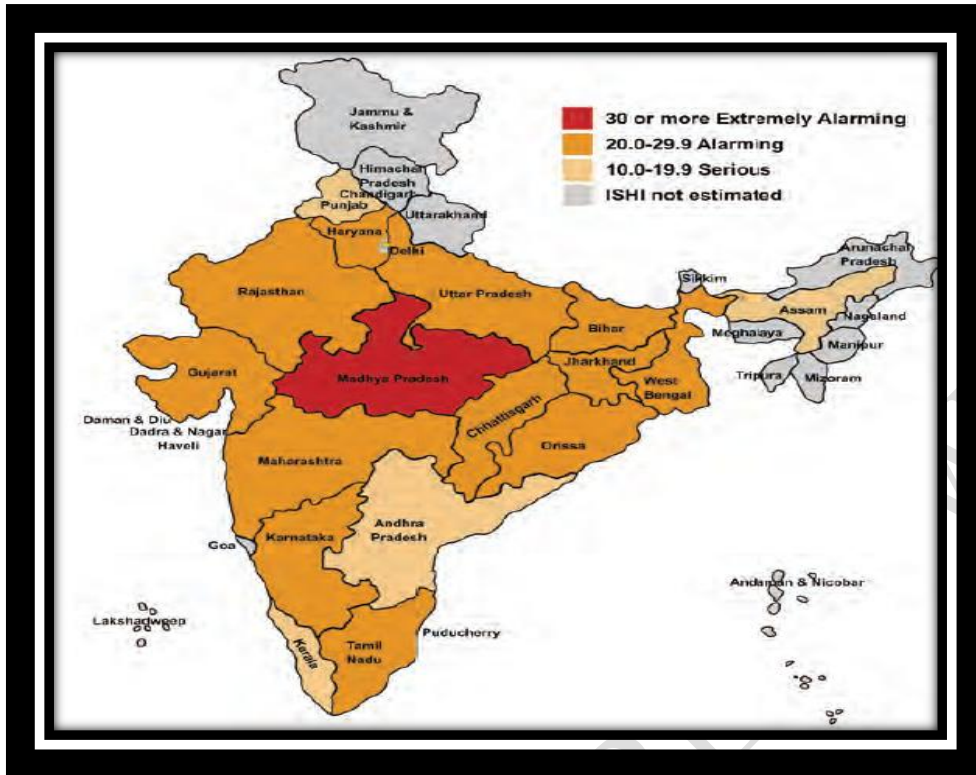 Jammu &
Kashmir
30 or more Extremely Alarming
20.0-29.9 Alarming
10.0-19.9 Serious
ISHI not estimated
Himachal
Pradesh
Chandigarh
Punjab
Uttarakhand
Haryana
Delki
Rajasthan
Uttar Pradesh
Arunachal
Pradesh
Sikkim
Assam
Nagaland
Bihar
Meghalaya
Manipur
Jharkhand
Tripura
Mizoram
Gujarat
Madhya Pradesh
West
Bengal
Chhathsgarh
Daman & Diu
Dadra & Nagar
Haveli
Orissa
Maharashtra
Andhra
Pradesh
Goa
Karnataka
Andaman & Nicobar
Lakshadweep
Puducherry
Kerala
Tamil
Nadu